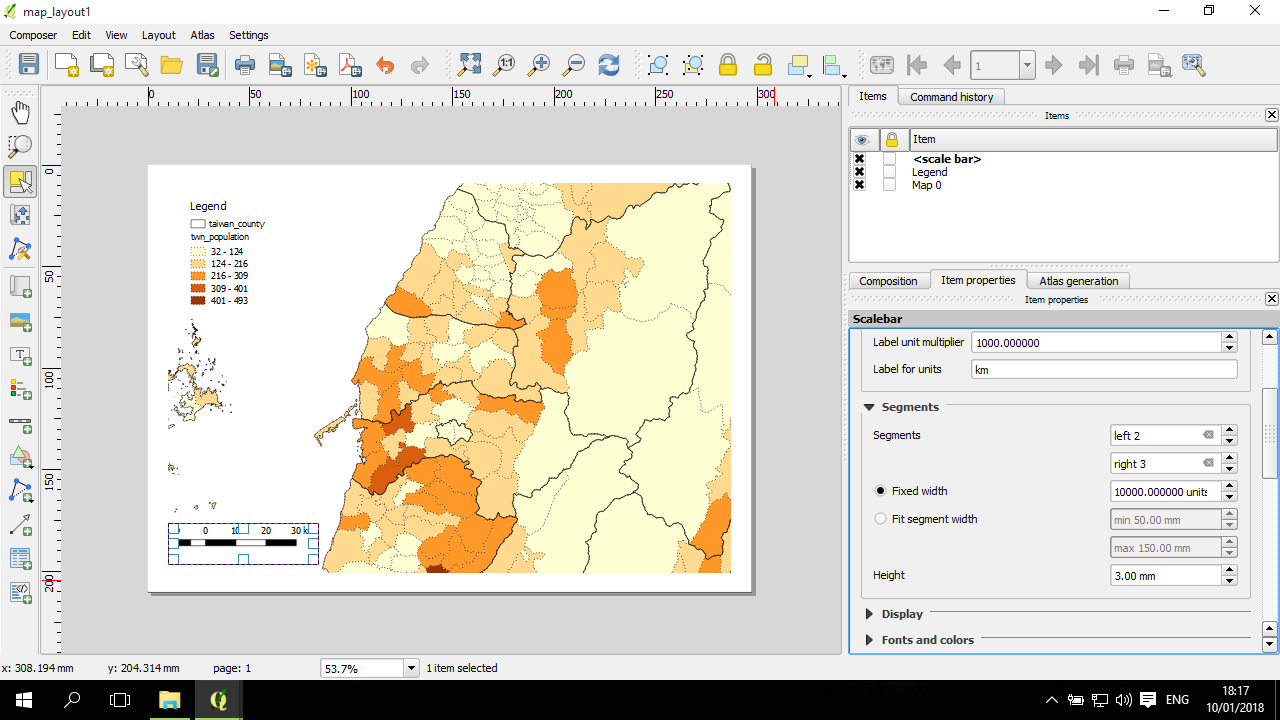 map_layout1
Composer Edit View Layout Atlas Settings
1:1
1
0 50 100 150 200 250 300
0
50
100
150
200
Legend
taiwan_county
twn_population
32 - 124
124 - 216
216 - 309
309 - 401
401 - 493
0 10 20 30 k
Items Command history
Items
Item
<scale bar>
Legend
Map 0
Composition Item properties Atlas generation
Item properties
Scalebar
Label unit multiplier 1000.000000
Label for units km
Segments
Segments left 2
right 3
Fixed width 10000.000000 units
Fit segment width min 50.00 mm
max 150.00 mm
Height 3.00 mm
Display
Fonts and colors
x: 308.194 mm y: 204.314 mm page: 1 53.7% 1 item selected
ENG
18:17
10/01/2018